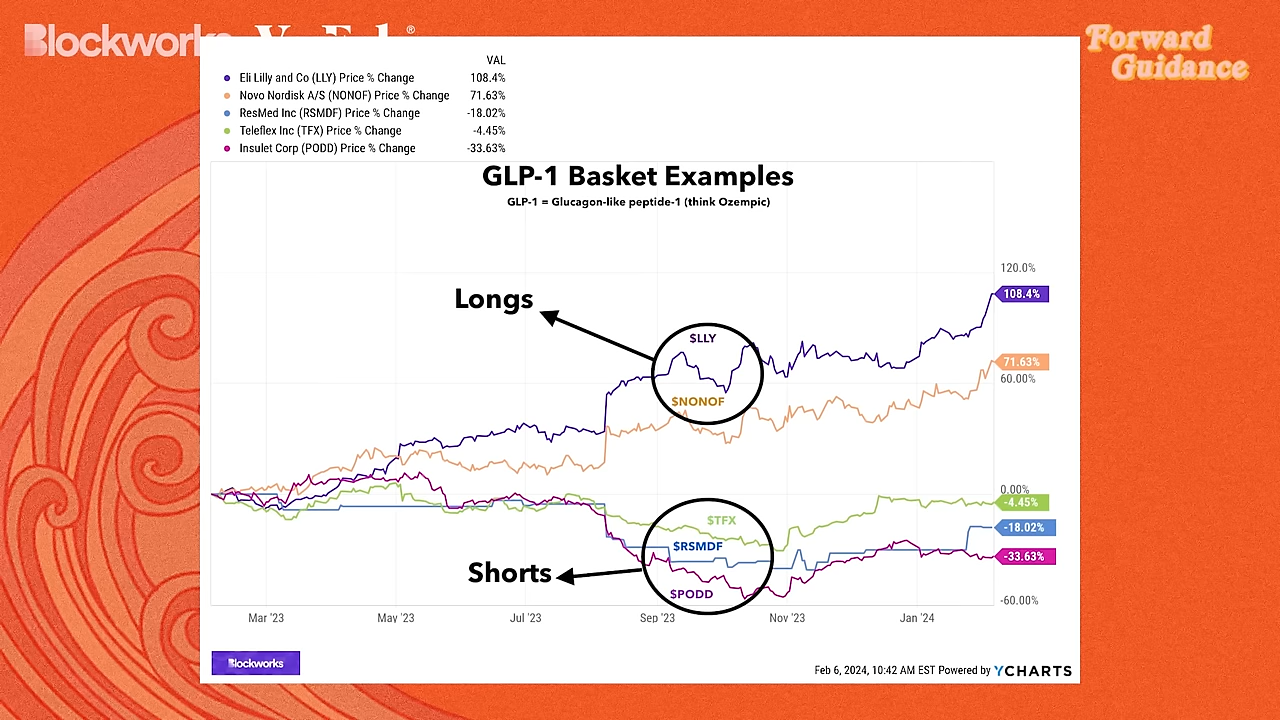 Blockworks
®
Forward
Guidance
VAL
Eli Lilly and Co (LLY) Price % Change 108.4%
Novo Nordisk A/S (NONOF) Price % Change 71.63%
ResMed Inc (RSMDF) Price % Change -18.02%
Teleflex Inc (TFX) Price % Change -4.45%
Insulet Corp (PODD) Price % Change -33.63%
GLP-1 Basket Examples
GLP-1 = Glucagon-like peptide-1 (think Ozempic)
120.0%
108.4%
Longs
$LLY
71.63%
60.00%
$NONOF
0.00%
-4.45%
$TFX
-18.02%
$RSMDF
-33.63%
Shorts
$PODD
-60.00%
Mar '23 May '23 Jul '23 Sep '23 Nov '23 Jan '24
Blockworks
Feb 6, 2024, 10:42 AM EST Powered by YCHARTS